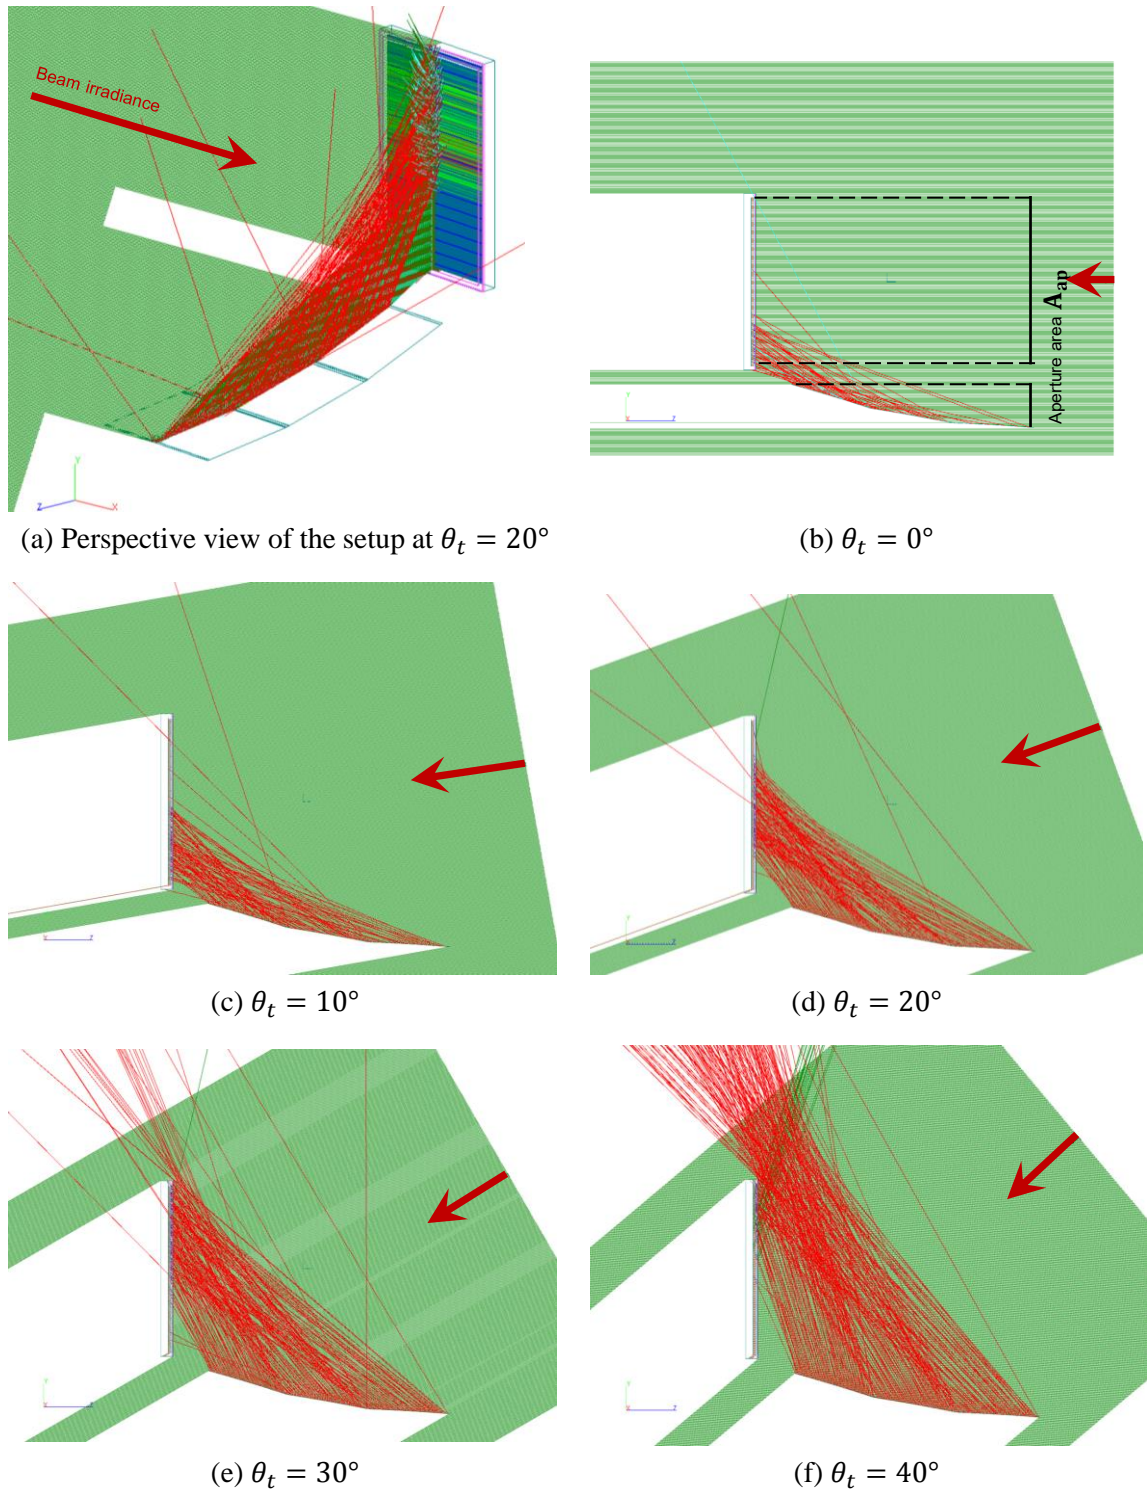 Beam irradiance
Y
Z
X
(a) Perspective view of the setup at θ_t = 20°
Aperture area A_ap
(b) θ_t = 0°
(c) θ_t = 10°
(d) θ_t = 20°
(e) θ_t = 30°
(f) θ_t = 40°